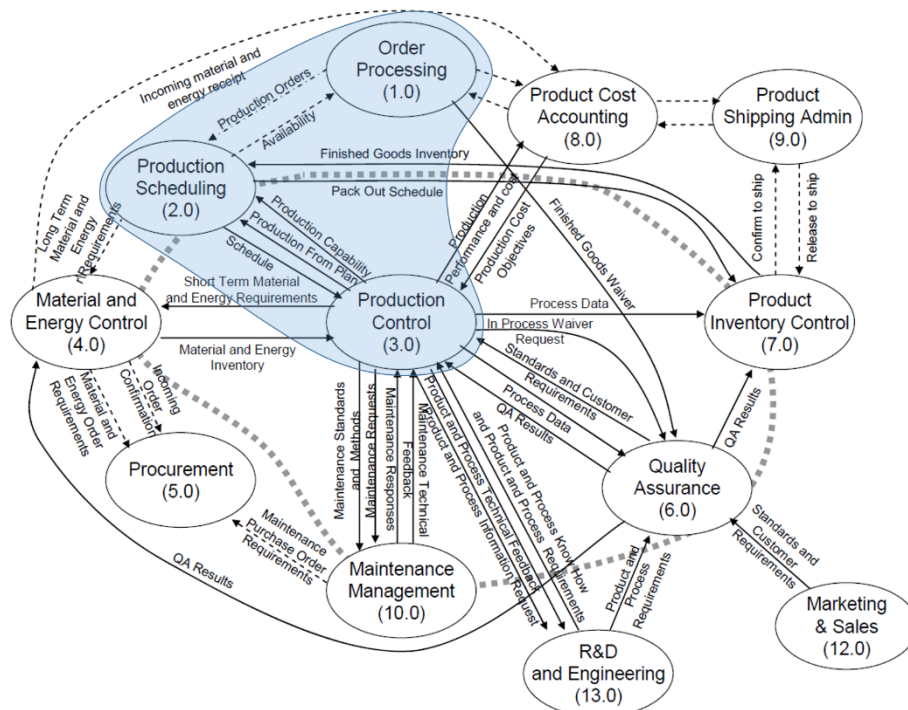 Incoming material and
energy receipt
Order
Processing
(1.0)
Production Orders
Availability
Product Cost
Accounting
(8.0)
Product
Shipping Admin
(9.0)
Production
Scheduling
(2.0)
Finished Goods Inventory
Pack Out Schedule
Long Term
Material and
Energy
Requirements
Production Capability
Production From Plan
Schedule
Production
Performance and cost
Production Cost
Objectives
Finished Goods Waiver
Confirm to ship
Release to ship
Material and
Energy Control
(4.0)
Short Term Material
and Energy Requirements
Material and Energy
Inventory
Production
Control
(3.0)
Process Data
In Process Waiver
Request
Product
Inventory Control
(7.0)
Standards and Customer
Requirements
Process Data
QA Results
QA Results
Material and
Energy Order
Requirements
Incoming
Order
Confirmation
Procurement
(5.0)
Maintenance Standards
and Methods
Maintenance Requests
Maintenance Responses
Maintenance Technical
Feedback
Product and Process Technical Feedback
Product and Process Information Request
Product and Process Know How
and Product and Process Requirements
Quality
Assurance
(6.0)
Maintenance
Purchase Order
Requirements
QA Results
Maintenance
Management
(10.0)
Product and
Process
Requirements
Standards and
Customer
Requirements
Marketing
& Sales
(12.0)
R&D
and Engineering
(13.0)